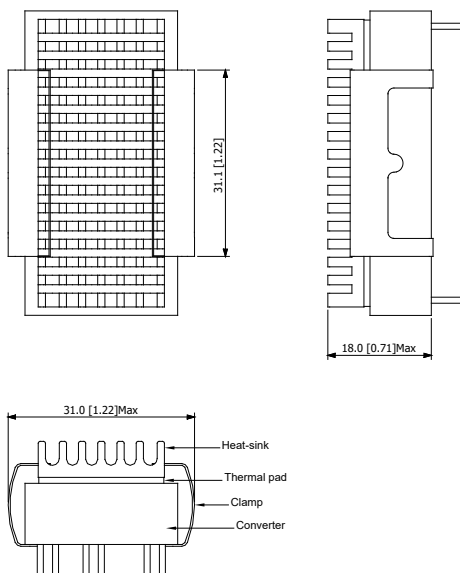 31.1 [1.22]
18.0 [0.71]Max
31.0 [1.22]Max
Heat-sink
Thermal pad
Clamp
Converter